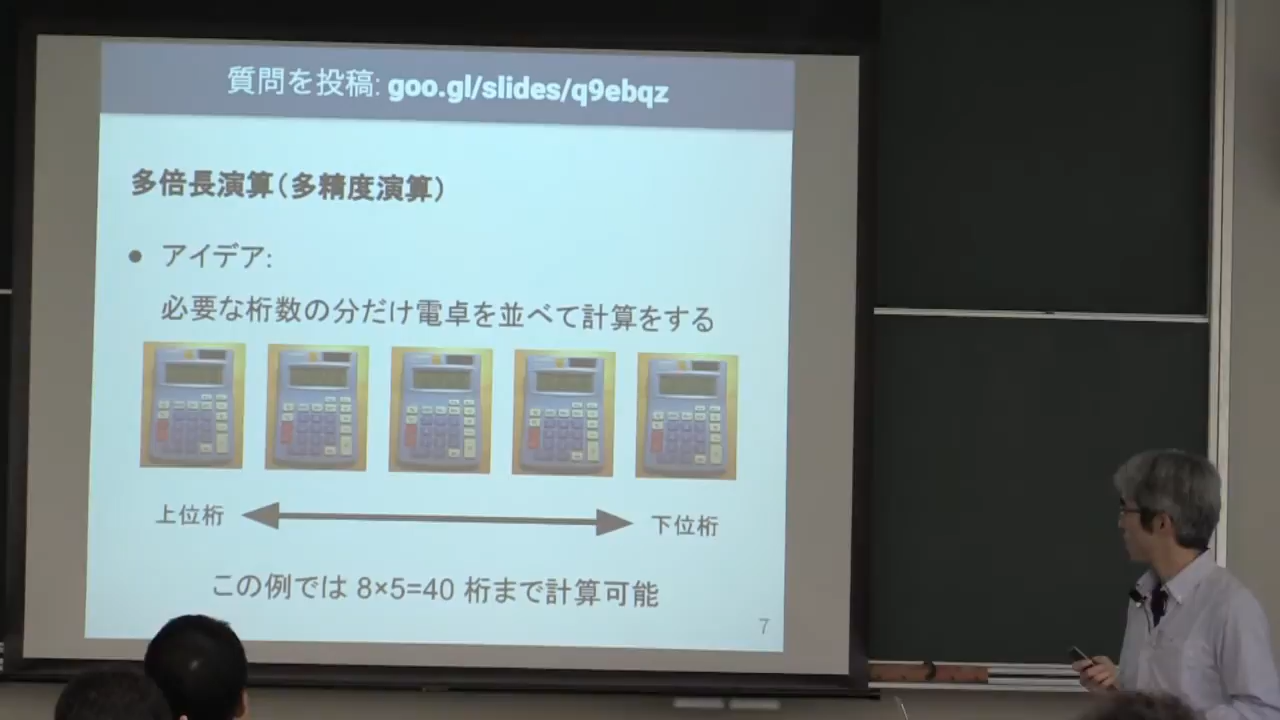 質問を投稿: goo.gl/slides/q9ebqz
多倍長演算(多精度演算)
● アイデア:
必要な桁数の分だけ電卓を並べて計算をする
上位桁 下位桁
この例では 8×5=40 桁まで計算可能
7